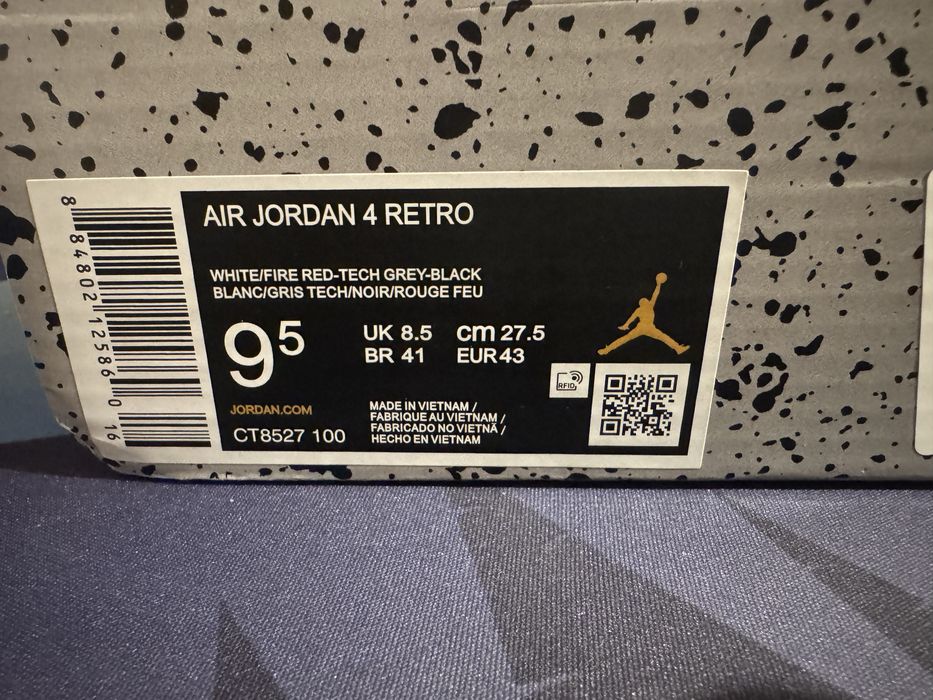 AIR JORDAN 4 RETRO
WHITE/FIRE RED-TECH GREY-BLACK
BLANC/GRIS TECH/NOIR/ROUGE FEU
9⁵
UK 8.5 cm 27.5
BR 41 EUR 43
RFID
JORDAN.COM
CT8527 100
MADE IN VIETNAM /
FABRIQUE AU VIETNAM /
FABRICADO NO VIETNÃ /
HECHO EN VIETNAM
8 84802 12586 0 16